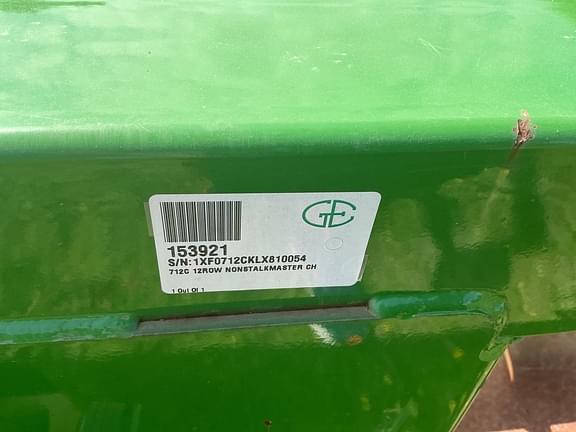 GE
153921
S/N:1XF0712CKLX810054
712C 12ROW NONSTALKMASTER CH
1 Out Of 1